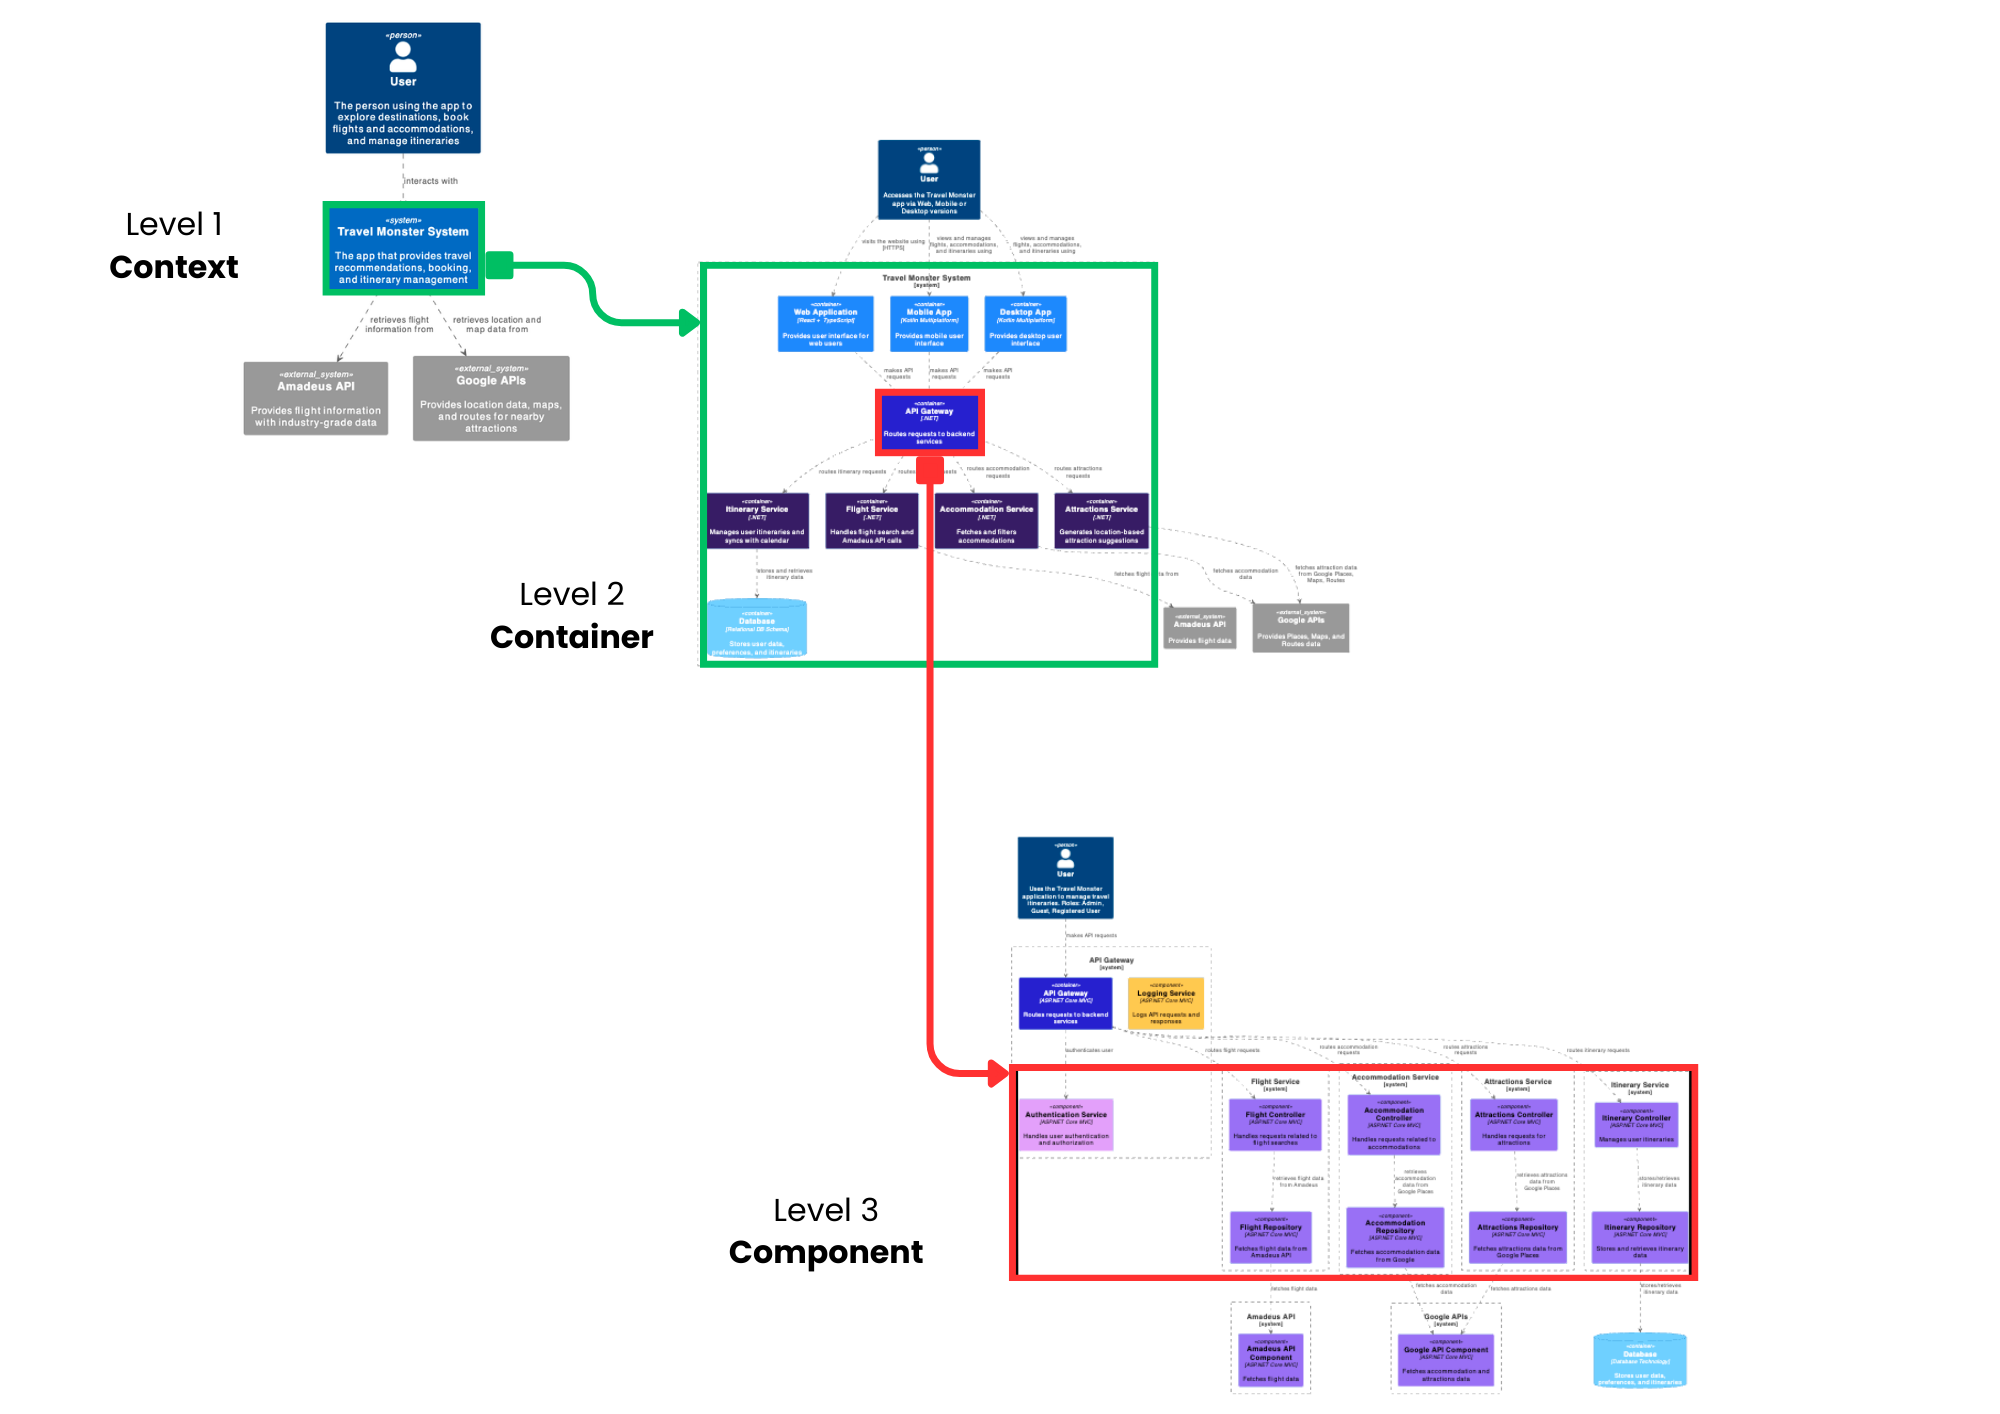 «person»
User
The person using the app to
explore destinations, book
flights and accommodations,
and manage itineraries
interacts with
Level 1
Context
«system»
Travel Monster System
The app that provides travel
recommendations, booking,
and itinerary management
retrieves flight
information from
retrieves location and
map data from
«external_system»
Amadeus API
Provides flight information
with industry-grade data
«external_system»
Google APIs
Provides location data, maps,
and routes for nearby
attractions
Level 2
Container
«person»
User
Accesses the Travel Monster
app via Web, Mobile or
Desktop versions
visits the website using
[HTTPS]
views and manages
flights, accommodations,
and itineraries using
views and manages
flights, accommodations,
and itineraries using
Travel Monster System
[system]
«container»
Web Application
[React + TypeScript]
Provides user interface for
web users
«container»
Mobile App
[Kotlin Multiplatform]
Provides mobile user
interface
«container»
Desktop App
[Kotlin Multiplatform]
Provides desktop user
interface
makes API
requests
makes API
requests
makes API
requests
«container»
API Gateway
[.NET]
Routes requests to backend
services
routes itinerary requests
routes accommodation
requests
routes attractions
requests
«container»
Itinerary Service
[.NET]
Manages user itineraries and
syncs with calendar
«container»
Flight Service
[.NET]
Handles flight search and
Amadeus API calls
«container»
Accommodation Service
[.NET]
Fetches and filters
accommodations
«container»
Attractions Service
[.NET]
Generates location-based
attraction suggestions
stores and retrieves
itinerary data
fetches flight data from
fetches accommodation
data
fetches attraction data
from Google Places,
Maps, Routes
«container»
Database
[Relational DB Schema]
Stores user data,
preferences, and itineraries
«external_system»
Amadeus API
Provides flight data
«external_system»
Google APIs
Provides Places, Maps, and
Routes data
Level 3
Component
«person»
User
Uses the Travel Monster
application to manage travel
itineraries. Roles: Admin,
Guest, Registered User
makes API requests
API Gateway
[system]
«container»
API Gateway
[ASP.NET Core MVC]
Routes requests to backend
services
«component»
Logging Service
[ASP.NET Core MVC]
Logs API requests and
responses
authenticates user
routes flight requests
routes accommodation
requests
routes attractions
requests
routes itinerary requests
«component»
Authentication Service
[ASP.NET Core MVC]
Handles user authentication
and authorization
Flight Service
[system]
«component»
Flight Controller
[ASP.NET Core MVC]
Handles requests related to
flight searches
retrieves flight data
from Amadeus
«component»
Flight Repository
[ASP.NET Core MVC]
Fetches flight data from
Amadeus API
Accommodation Service
[system]
«component»
Accommodation
Controller
[ASP.NET Core MVC]
Handles requests related to
accommodations
retrieves
accommodation
data from
Google Places
«component»
Accommodation
Repository
[ASP.NET Core MVC]
Fetches accommodation data
from Google
Attractions Service
[system]
«component»
Attractions Controller
[ASP.NET Core MVC]
Handles requests for
attractions
retrieves attractions
data from
Google Places
«component»
Attractions Repository
[ASP.NET Core MVC]
Fetches attractions data from
Google Places
Itinerary Service
[system]
«component»
Itinerary Controller
[ASP.NET Core MVC]
Manages user itineraries
stores/retrieves
itinerary data
«component»
Itinerary Repository
[ASP.NET Core MVC]
Stores and retrieves itinerary
data
fetches flight data
fetches accommodation
data
fetches attractions data
stores/retrieves
itinerary data
Amadeus API
[system]
«component»
Amadeus API
Component
[ASP.NET Core MVC]
Fetches flight data
Google APIs
[system]
«component»
Google API Component
[ASP.NET Core MVC]
Fetches accommodation and
attractions data
«container»
Database
[Database Technology]
Stores user data,
preferences, and itineraries